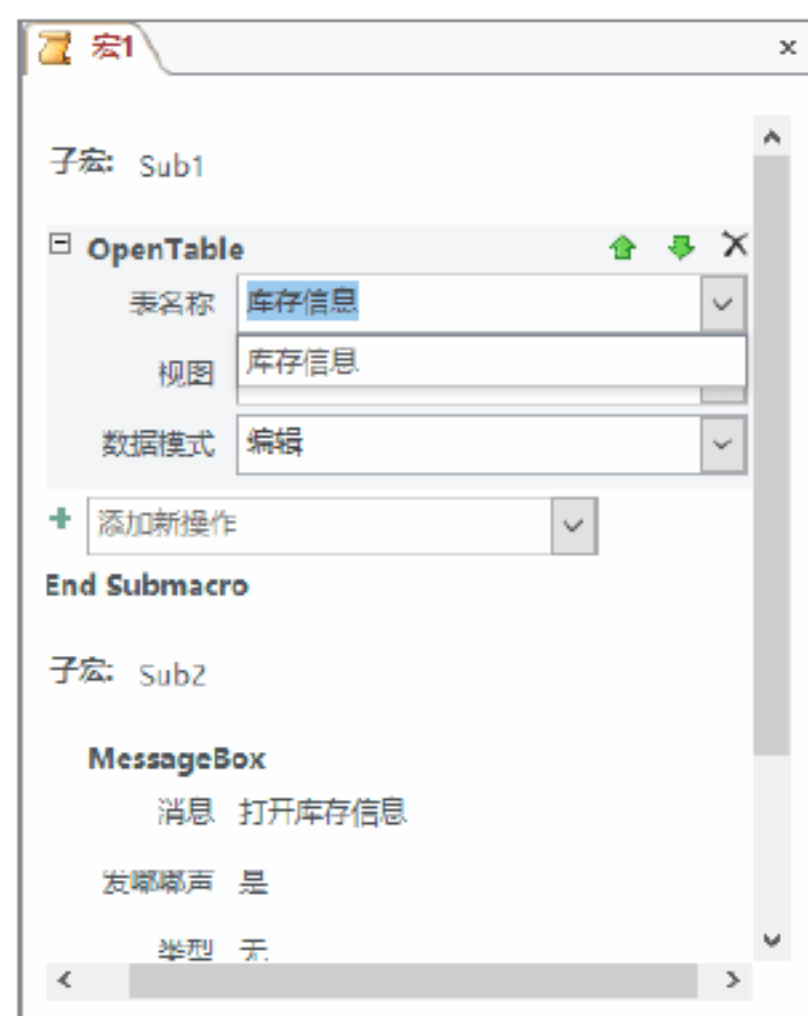 宏1
子宏: Sub1
OpenTable
表名称 库存信息
库存信息
视图
数据模式 编辑
添加新操作
End Submacro
子宏: Sub2
MessageBox
消息 打开库存信息
发嘟嘟声 是
类型 无